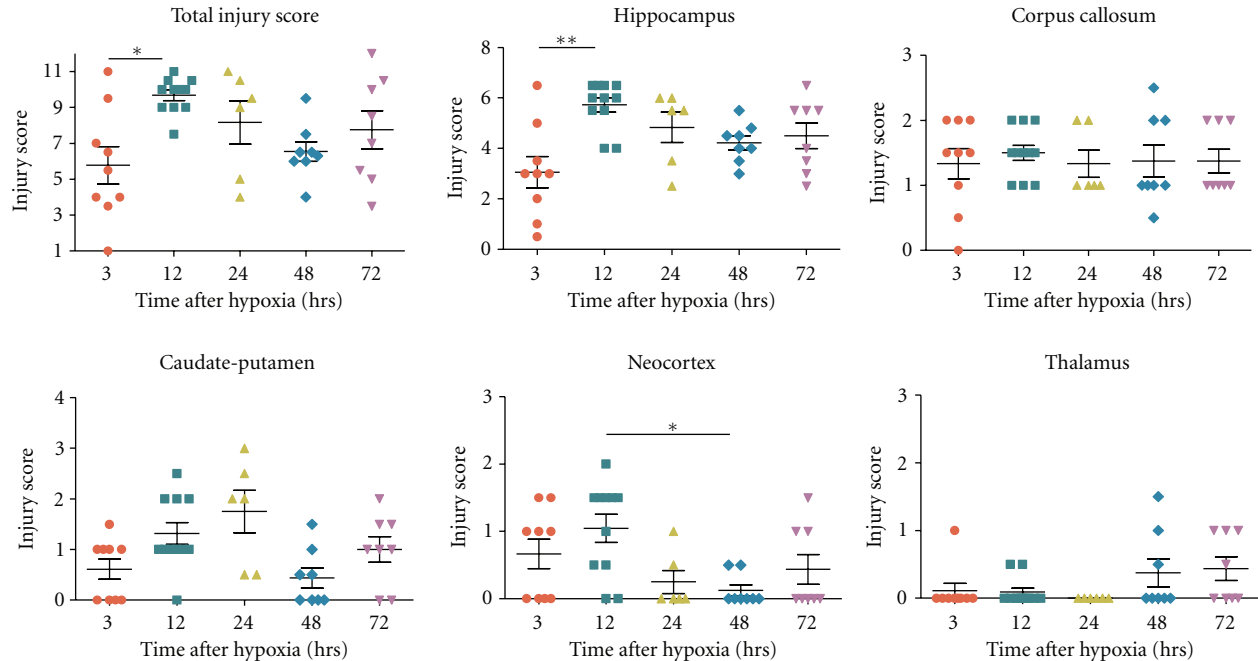 Total injury score
Injury score
11
9
7
5
3
1
*
3 12 24 48 72
Time after hypoxia (hrs)
Hippocampus
Injury score
8
6
4
2
0
**
3 12 24 48 72
Time after hypoxia (hrs)
Corpus callosum
Injury score
3
2
1
0
3 12 24 48 72
Time after hypoxia (hrs)
Caudate-putamen
Injury score
4
3
2
1
0
3 12 24 48 72
Time after hypoxia (hrs)
Neocortex
Injury score
3
2
1
0
*
3 12 24 48 72
Time after hypoxia (hrs)
Thalamus
Injury score
3
2
1
0
3 12 24 48 72
Time after hypoxia (hrs)